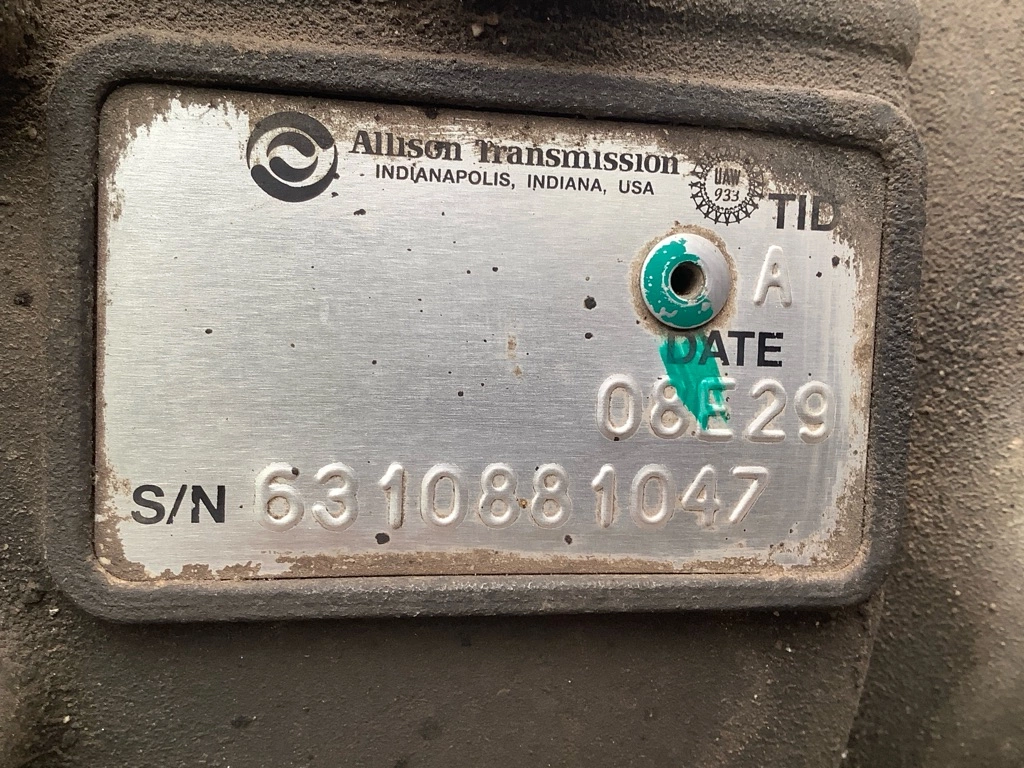 Allison Transmission
INDIANAPOLIS, INDIANA, USA
UAW
933
TID
A
DATE
08E29
S/N 6310881047